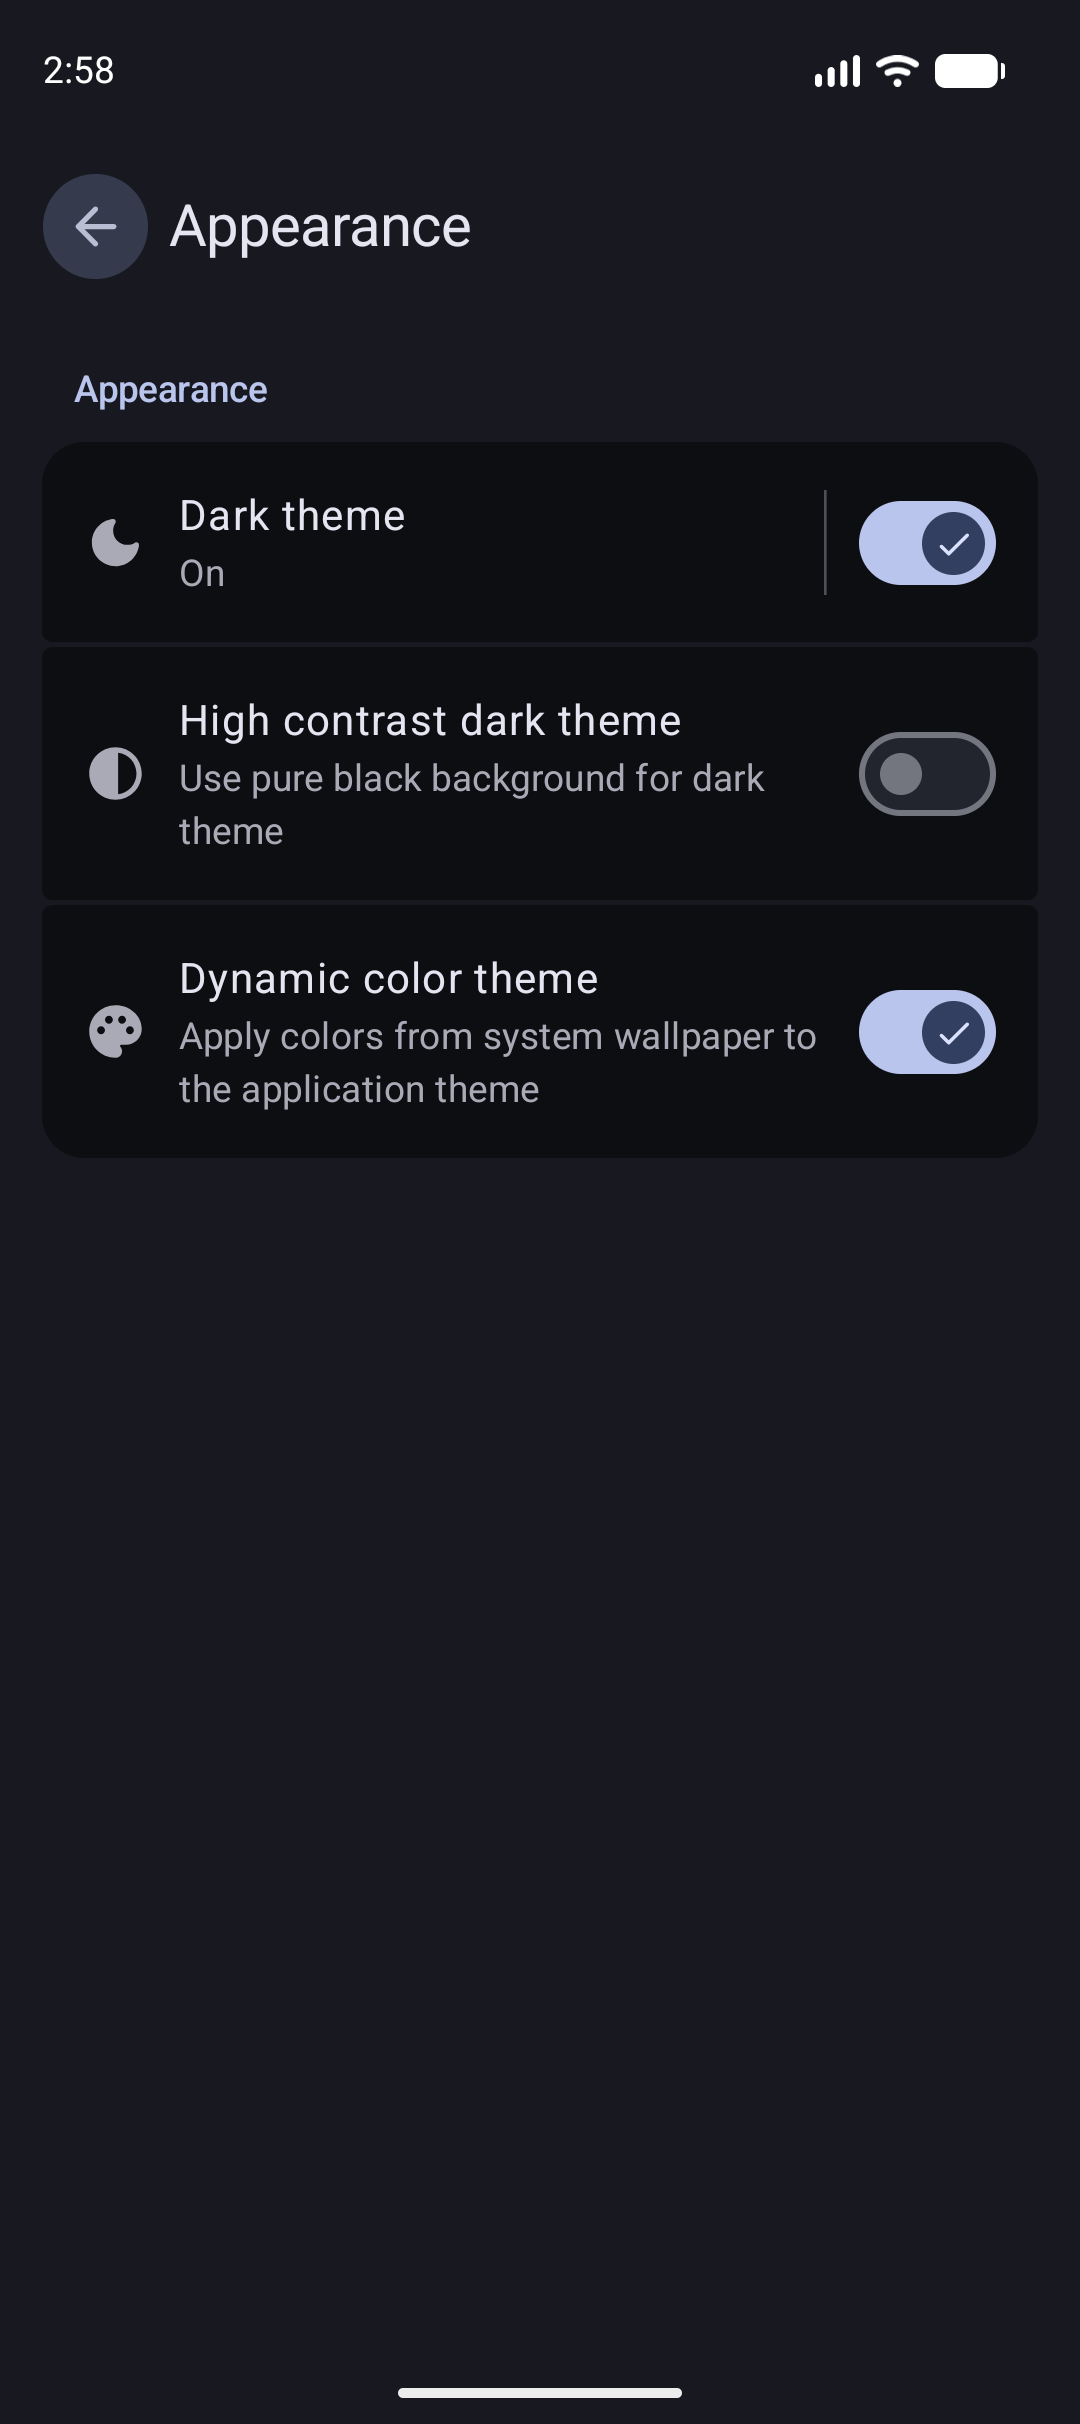 2:58
Appearance
Appearance
Dark theme
On
High contrast dark theme
Use pure black background for dark
theme
Dynamic color theme
Apply colors from system wallpaper to
the application theme